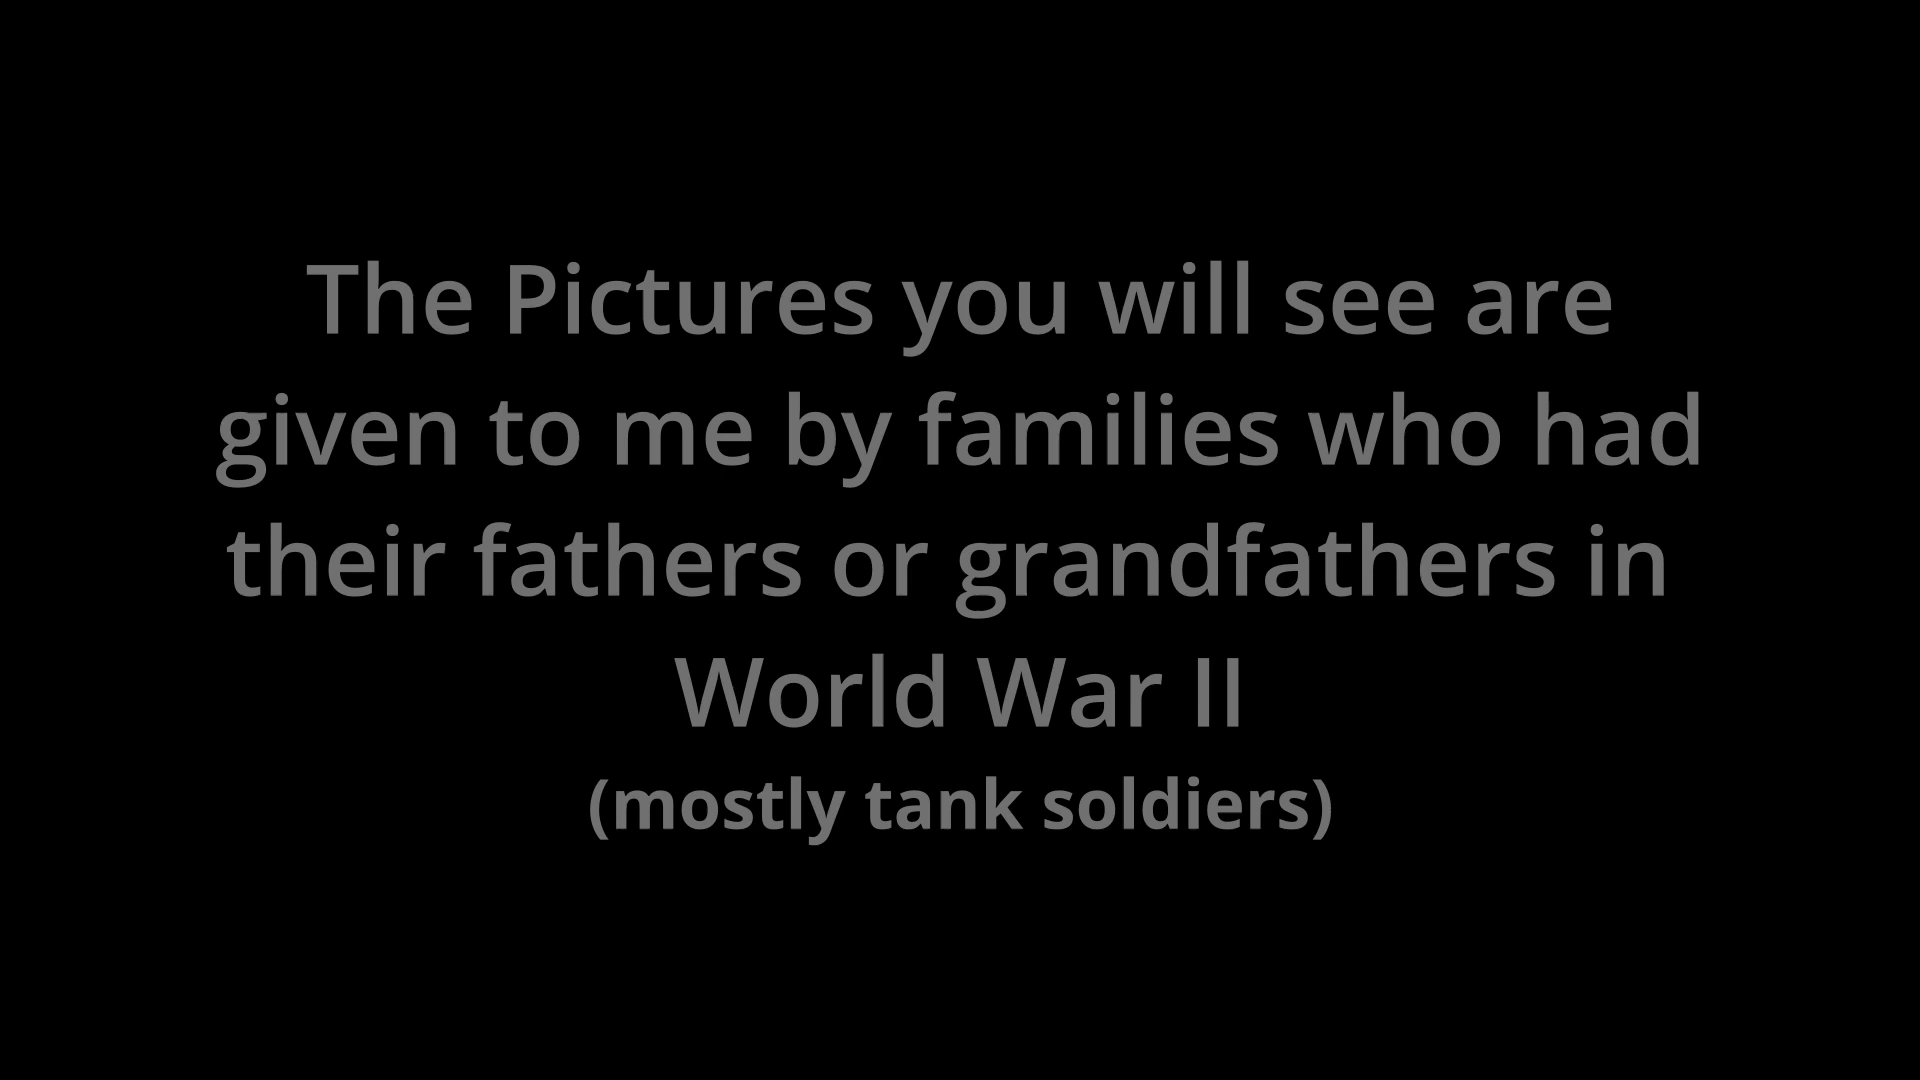 The Pictures you will see are
given to me by families who had
their fathers or grandfathers in
World War II
(mostly tank soldiers)